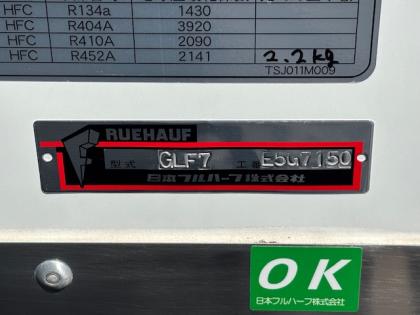 HFC R134a 1430
HFC R404A 3920
HFC R410A 2090
HFC R452A 2141 2.2kg
TSJ011M009
FRUEHAUF
型式 GLF7 工番 E5G7150
日本フルハーフ株式会社
OK
日本フルハーフ株式会社